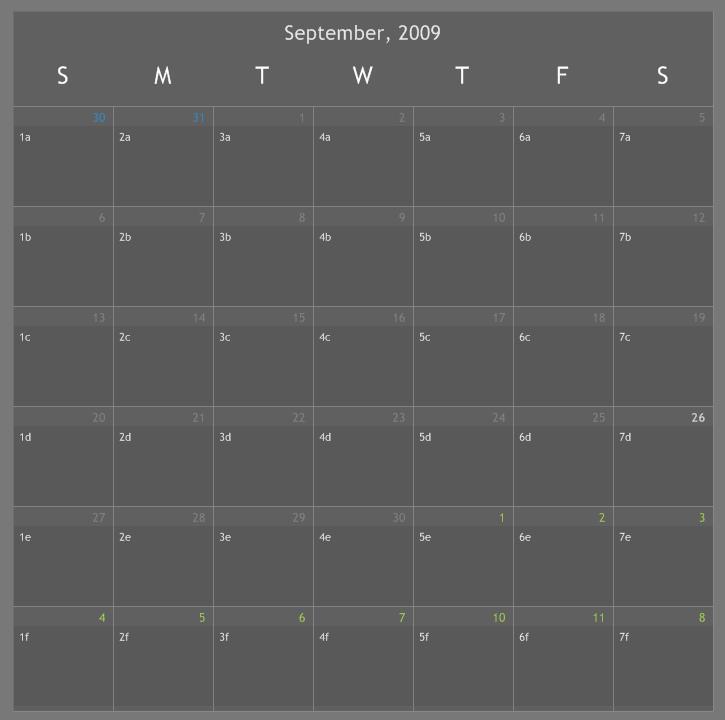 September, 2009
S M T W T F S
30 31 1 2 3 4 5
1a 2a 3a 4a 5a 6a 7a
6 7 8 9 10 11 12
1b 2b 3b 4b 5b 6b 7b
13 14 15 16 17 18 19
1c 2c 3c 4c 5c 6c 7c
20 21 22 23 24 25 26
1d 2d 3d 4d 5d 6d 7d
27 28 29 30 1 2 3
1e 2e 3e 4e 5e 6e 7e
4 5 6 7 10 11 8
1f 2f 3f 4f 5f 6f 7f